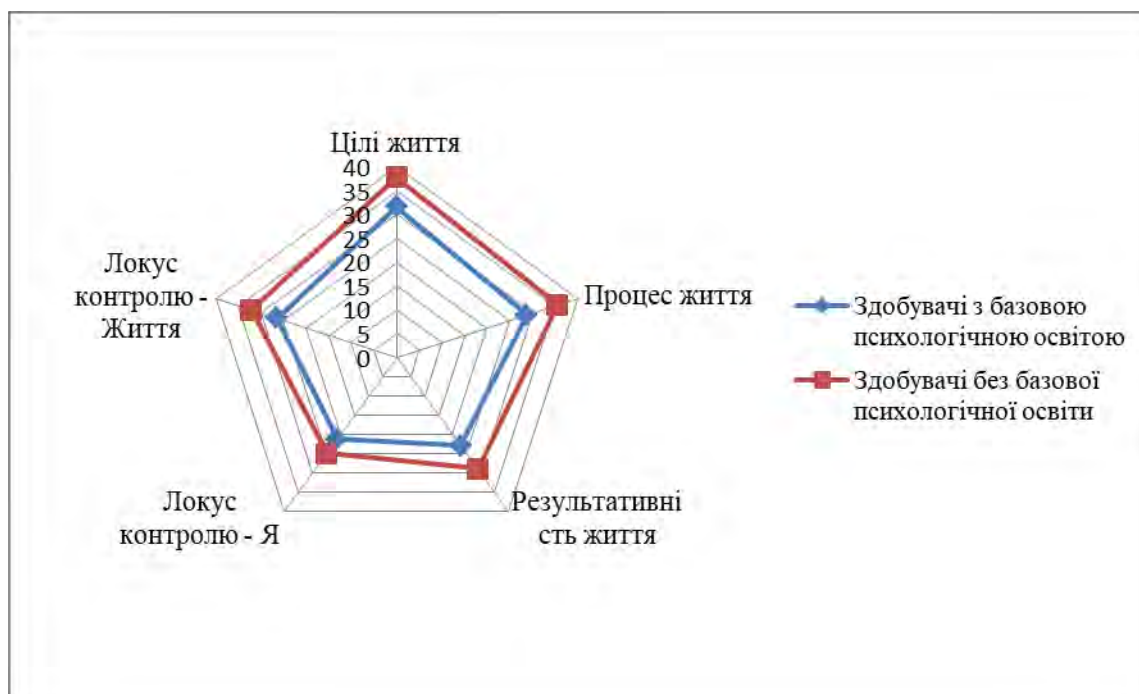 Цілі життя
40
35
30
25
20
15
10
5
0
Процес життя
Результативні
сть життя
Локус
контролю - Я
Локус
контролю -
Життя
Здобувачі з базовою
психологічною освітою
Здобувачі без базової
психологічної освіти